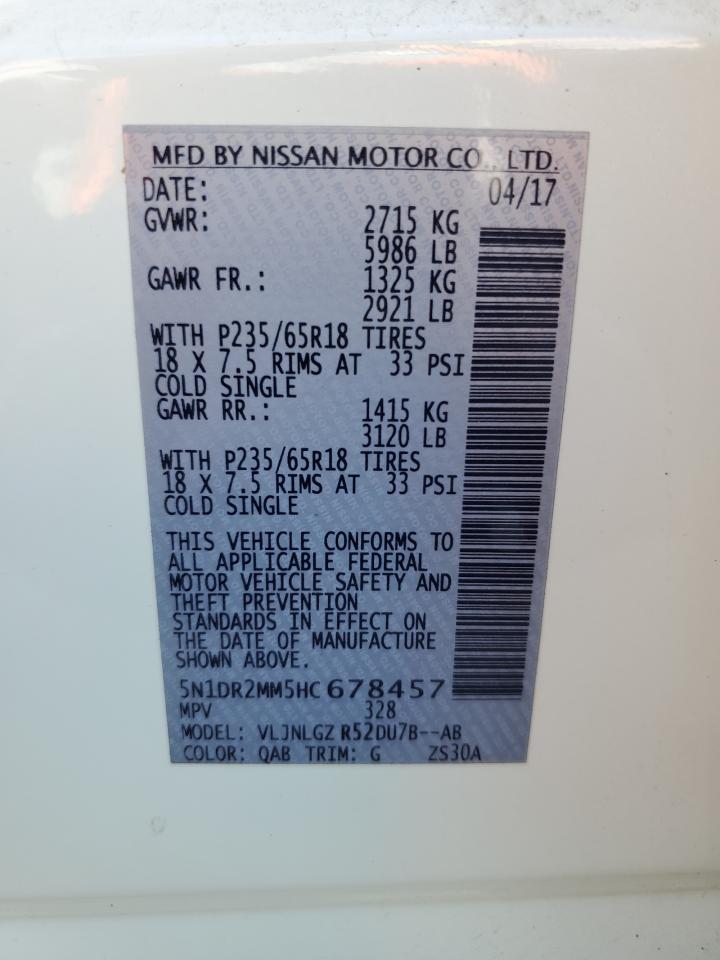 MFD BY NISSAN MOTOR CO., LTD.
DATE: 04/17
GVWR: 2715 KG
5986 LB
GAWR FR.: 1325 KG
2921 LB
WITH P235/65R18 TIRES
18 X 7.5 RIMS AT 33 PSI
COLD SINGLE
GAWR RR.: 1415 KG
3120 LB
WITH P235/65R18 TIRES
18 X 7.5 RIMS AT 33 PSI
COLD SINGLE
THIS VEHICLE CONFORMS TO
ALL APPLICABLE FEDERAL
MOTOR VEHICLE SAFETY AND
THEFT PREVENTION
STANDARDS IN EFFECT ON
THE DATE OF MANUFACTURE
SHOWN ABOVE.
5N1DR2MM5HC678457
MPV 328
MODEL: VLJNLGZ R52DU7B--AB
COLOR: QAB TRIM: G ZS30A